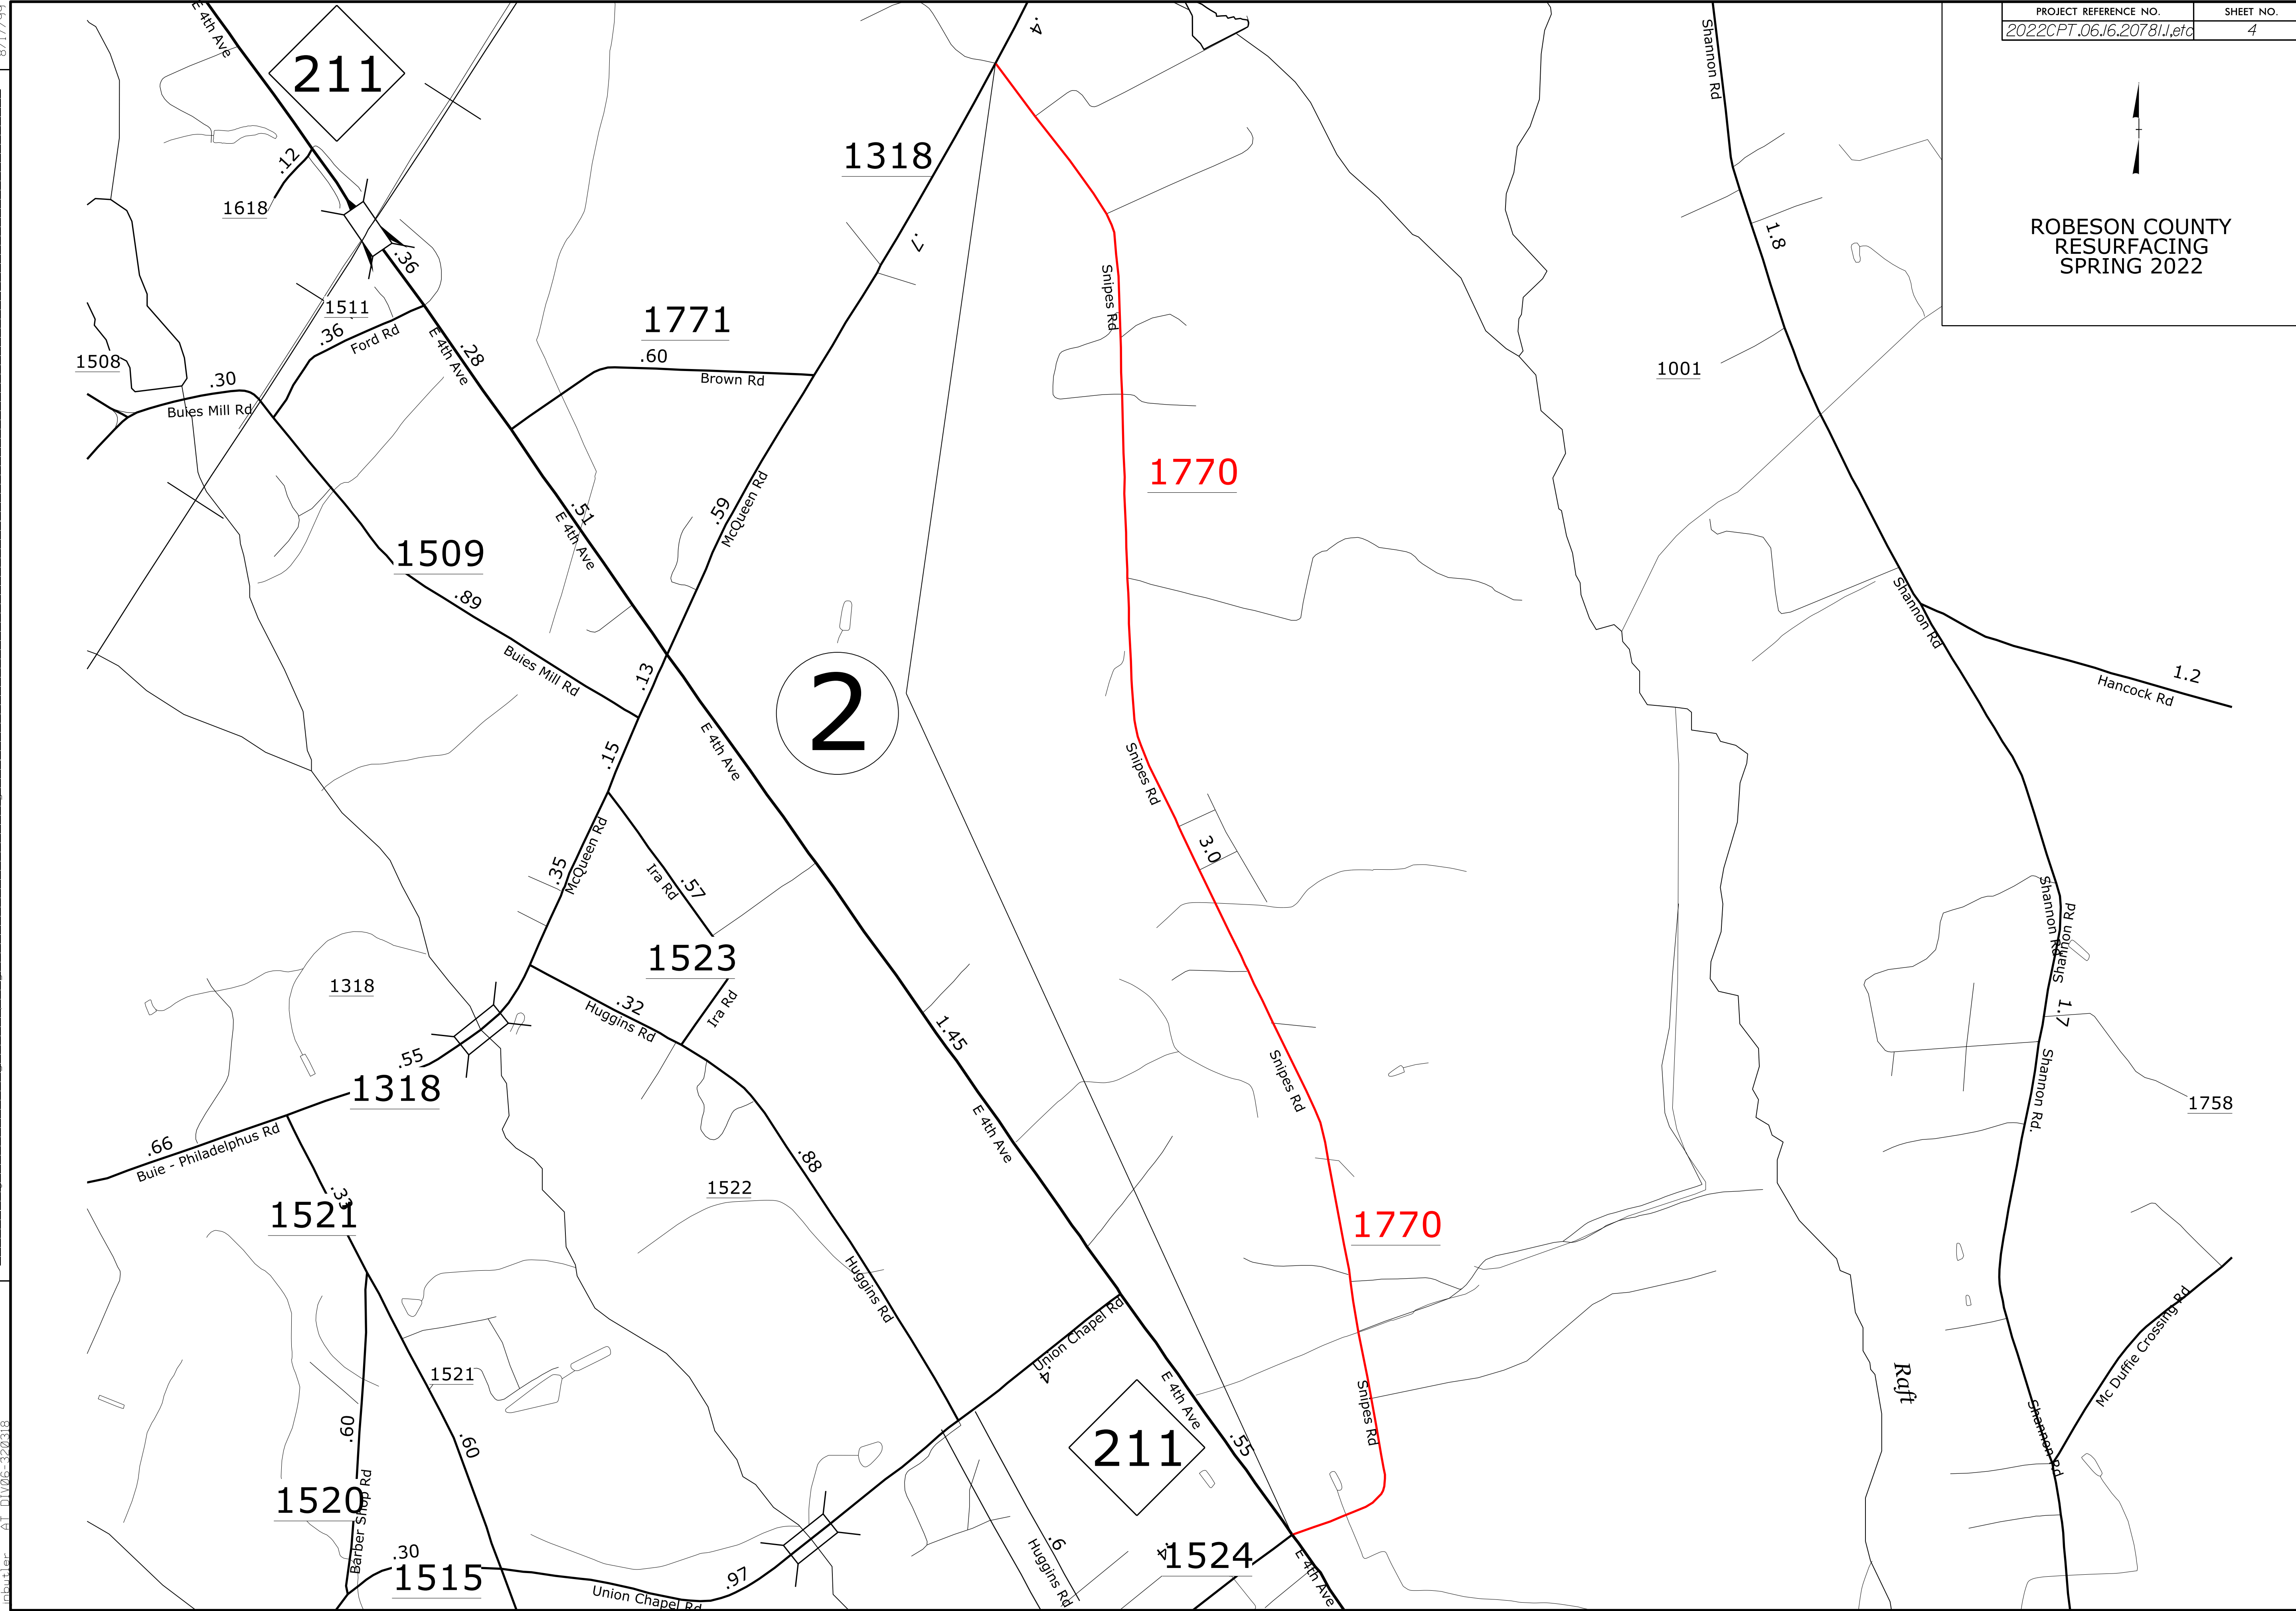 PROJECT REFERENCE NO.
SHEET NO.
2022CPT.06.16.20781.1,etc
4
ROBESON COUNTY
RESURFACING
SPRING 2022
8/17/99
E 4th Ave
211
.4
Shannon Rd
1318
.12
1618
.36
.7
1.8
Snipes Rd
1511
.36
Ford Rd
E 4th Ave
.28
1771
.60
Brown Rd
1508
.30
Buies Mill Rd
1001
1770
.59
McQueen Rd
.51
E 4th Ave
1509
.89
Buies Mill Rd
.13
Shannon Rd
1.2
Hancock Rd
2
E 4th Ave
.15
Snipes Rd
3.0
McQueen Rd
.35
Ira Rd
.57
Shannon Rd
Shannon Rd
1523
1318
.32
Huggins Rd
Ira Rd
1.7
1.45
.55
1318
Snipes Rd
Shannon Rd.
1758
E 4th Ave
.66
Buie - Philadelphus Rd
.88
1522
.33
1521
1770
Huggins Rd
Union Chapel Rd
.4
Mc Duffie Crossing Rd
1521
E 4th Ave
Snipes Rd
Raft
.60
.60
211
.55
Shannon Rd
1520
Barber Shop Rd
.30
1515
.97
Union Chapel Rd
.6
Huggins Rd
.4
1524
E 4th Ave
AT DIV06-320318
jpbutler